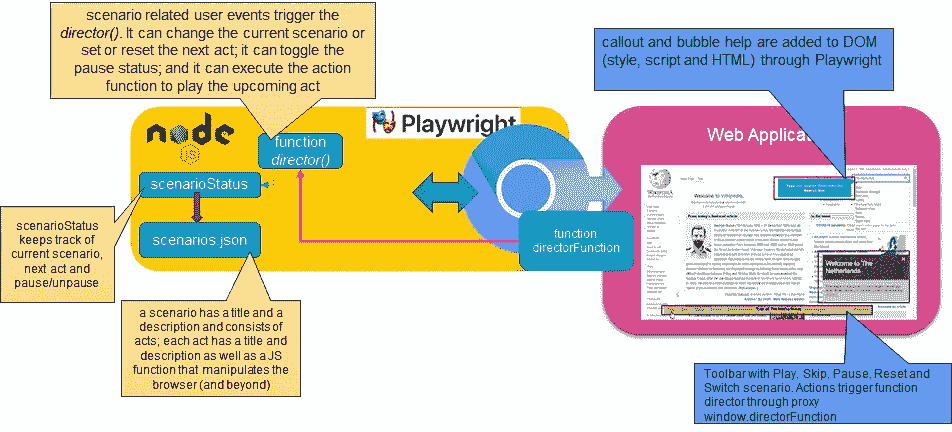 scenario related user events trigger the
director(). It can change the current scenario or
set or reset the next act; it can toggle the
pause status; and it can execute the action
function to play the upcoming act
callout and bubble help are added to DOM
(style, script and HTML) through Playwright
node
JS
Playwright
Web Applicati
function
director()
scenarioStatus
scenarios.json
function
directorFunction
scenarioStatus
keeps track of
current scenario,
next act and
pause/unpause
a scenario has a title and a
description and consists of
acts; each act has a title and
description as well as a JS
function that manipulates the
browser (and beyond)
Welcome to Wikipedia
Welcome to The
Netherlands
Toolbar with Play, Skip, Pause, Reset and
Switch scenario. Actions trigger function
director through proxy
window.directorFunction